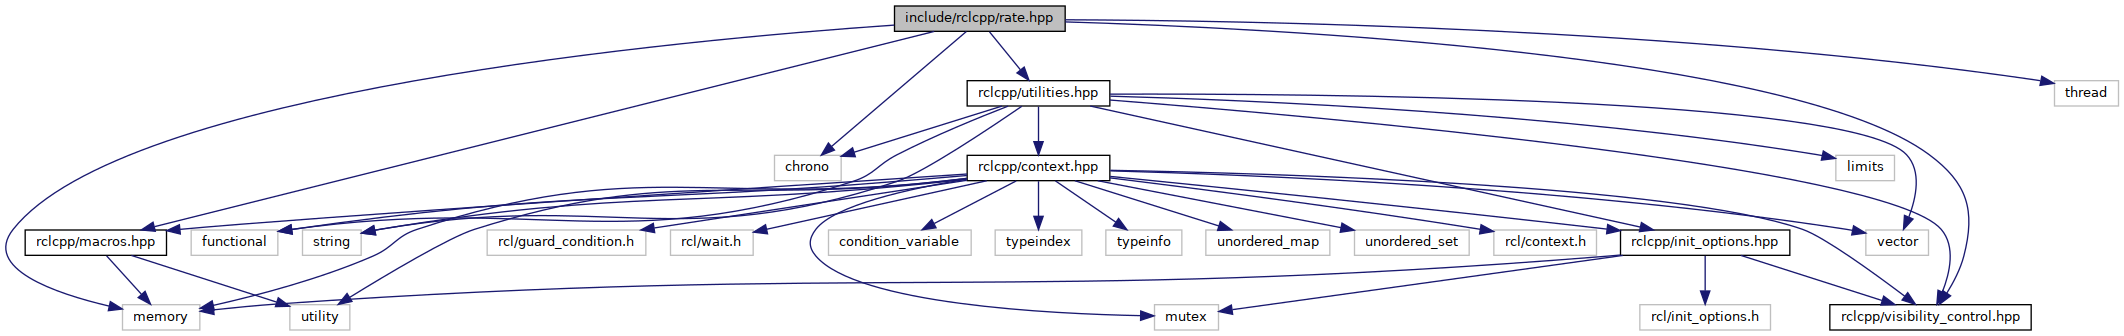 include/rclcpp/rate.hpp
rclcpp/utilities.hpp
thread
chrono
rclcpp/context.hpp
limits
rclcpp/macros.hpp
functional
string
rcl/guard_condition.h
rcl/wait.h
condition_variable
typeindex
typeinfo
unordered_map
unordered_set
rcl/context.h
rclcpp/init_options.hpp
vector
memory
utility
mutex
rcl/init_options.h
rclcpp/visibility_control.hpp